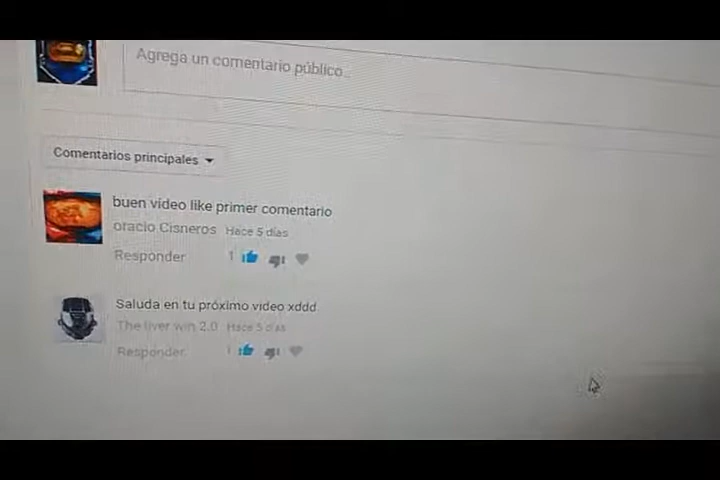 Agrega un comentario público...
Comentarios principales
buen video like primer comentario
oracio Cisneros Hace 5 días
Responder 1
Saluda en tu próximo video xddd
The liver win 2.0 Hace 5 días
Responder 1